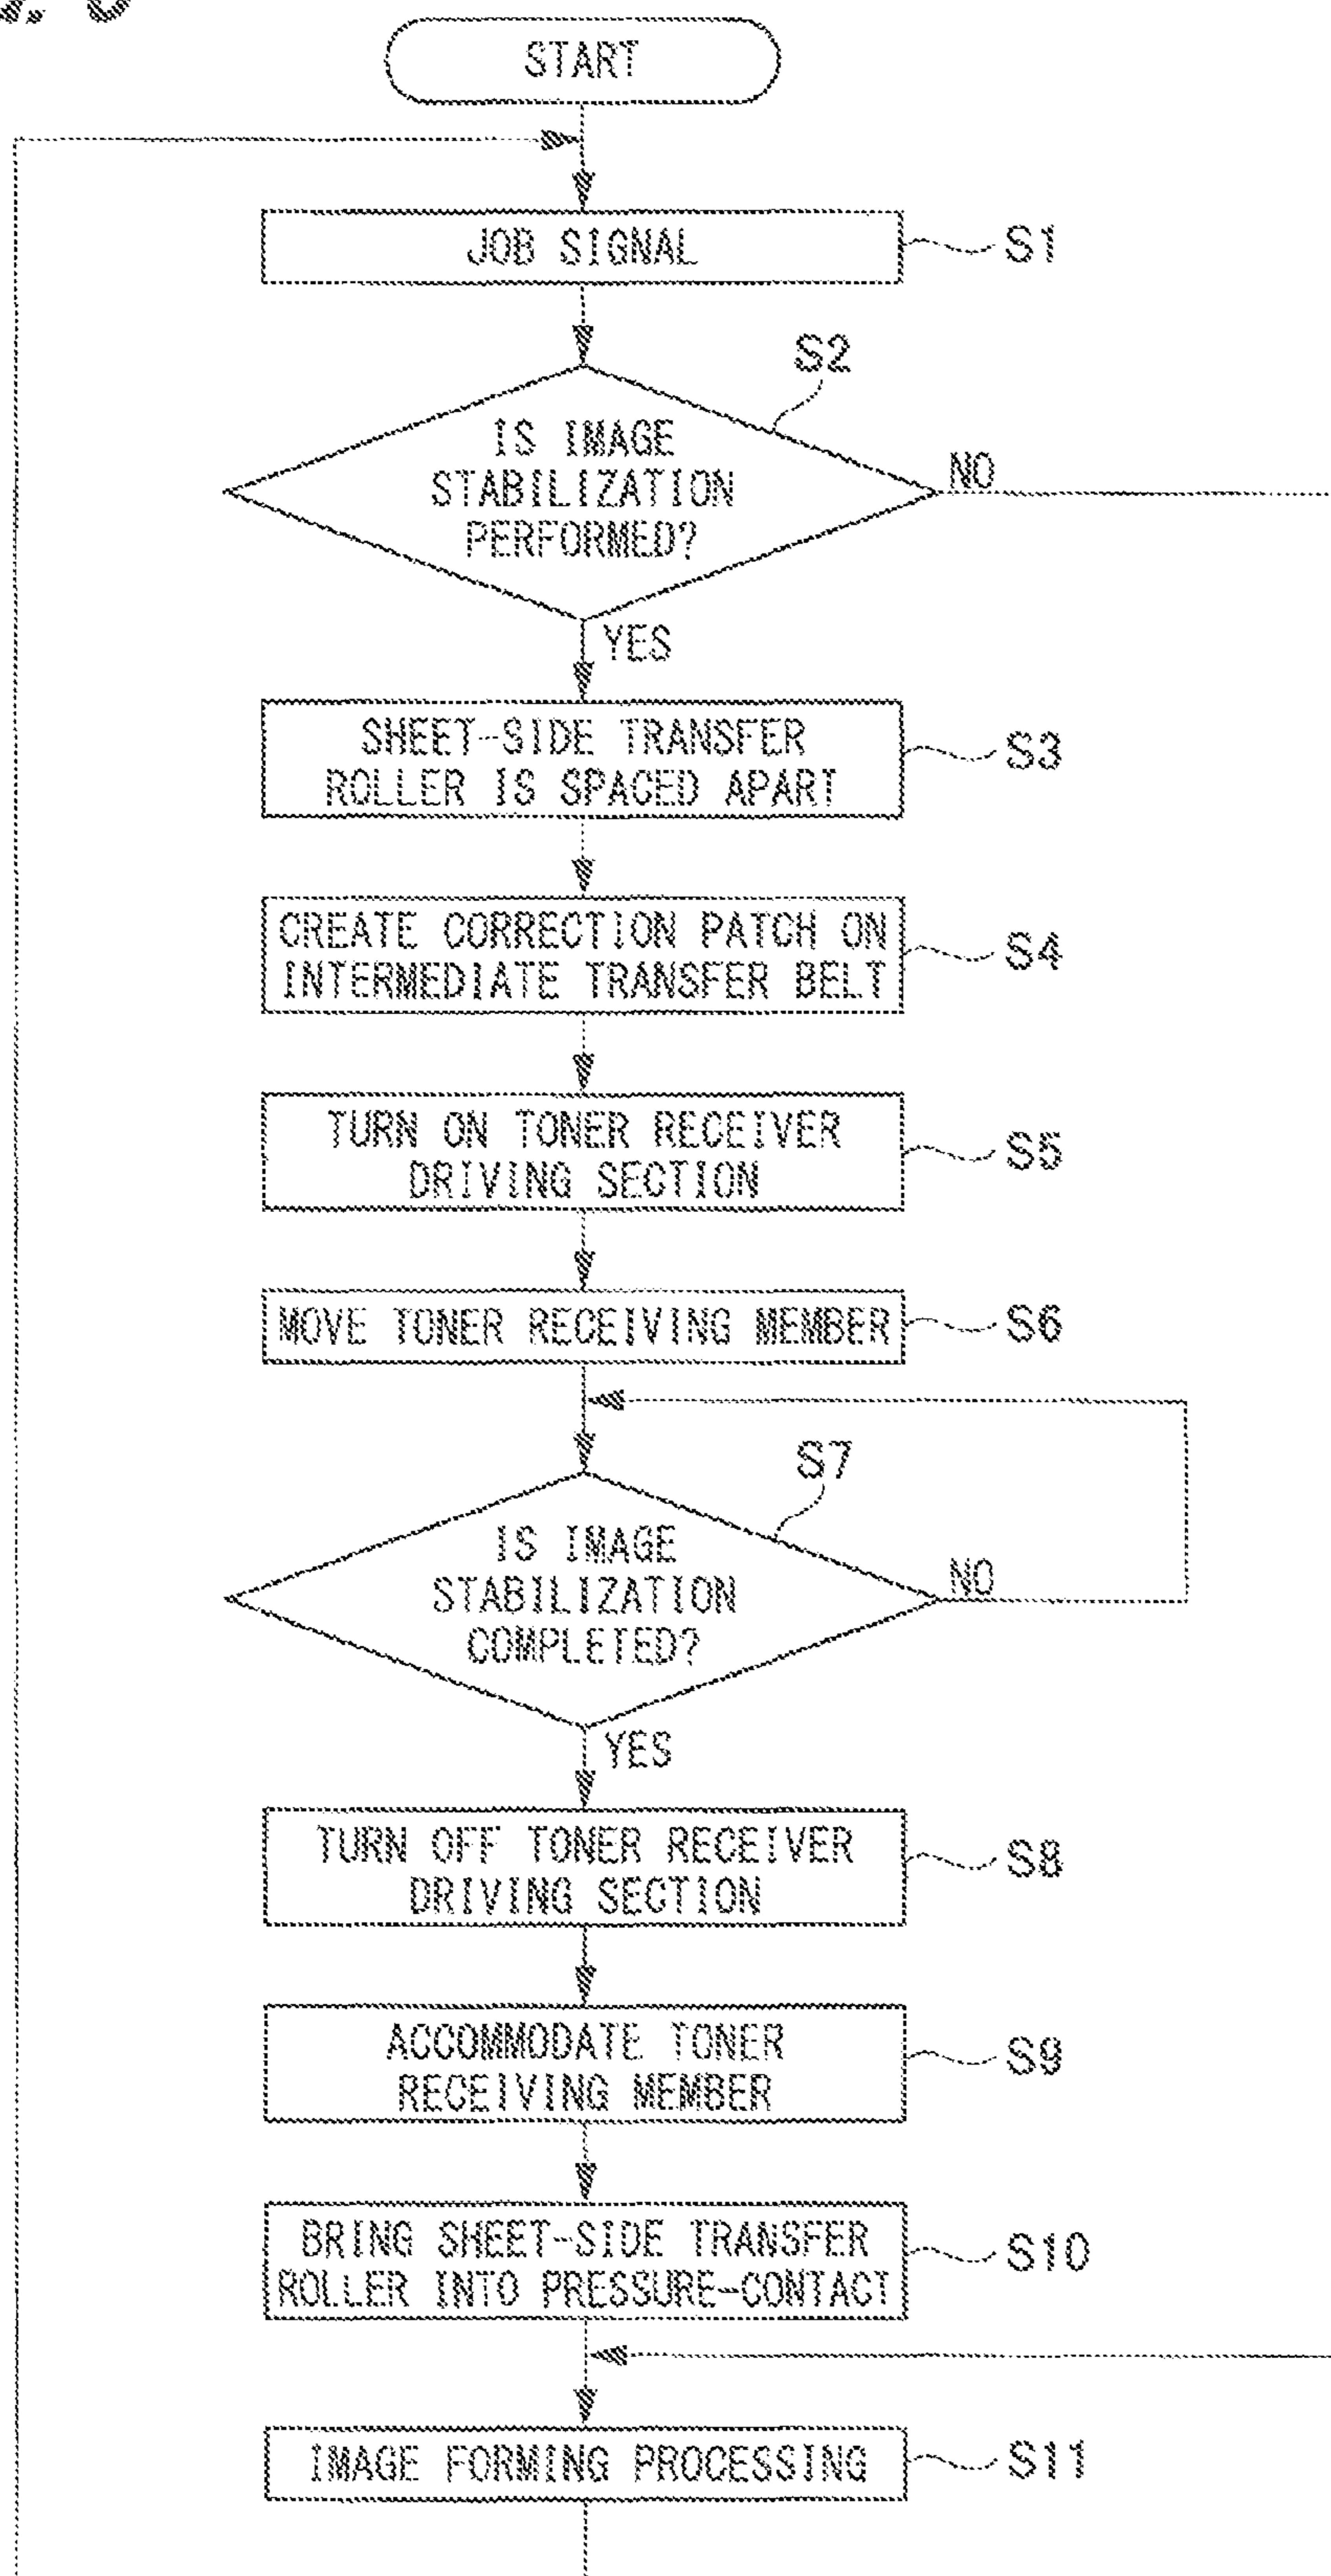 START
JOB SIGNAL
S1
S2
IS IMAGE
STABILIZATION
PERFORMED?
NO
YES
SHEET-SIDE TRANSFER
ROLLER IS SPACED APART
S3
CREATE CORRECTION PATCH ON
INTERMEDIATE TRANSFER BELT
S4
TURN ON TONER RECEIVER
DRIVING SECTION
S5
MOVE TONER RECEIVING MEMBER
S6
S7
IS IMAGE
STABILIZATION
COMPLETED?
NO
YES
TURN OFF TONER RECEIVER
DRIVING SECTION
S8
ACCOMMODATE TONER
RECEIVING MEMBER
S9
BRING SHEET-SIDE TRANSFER
ROLLER INTO PRESSURE-CONTACT
S10
IMAGE FORMING PROCESSING
S11